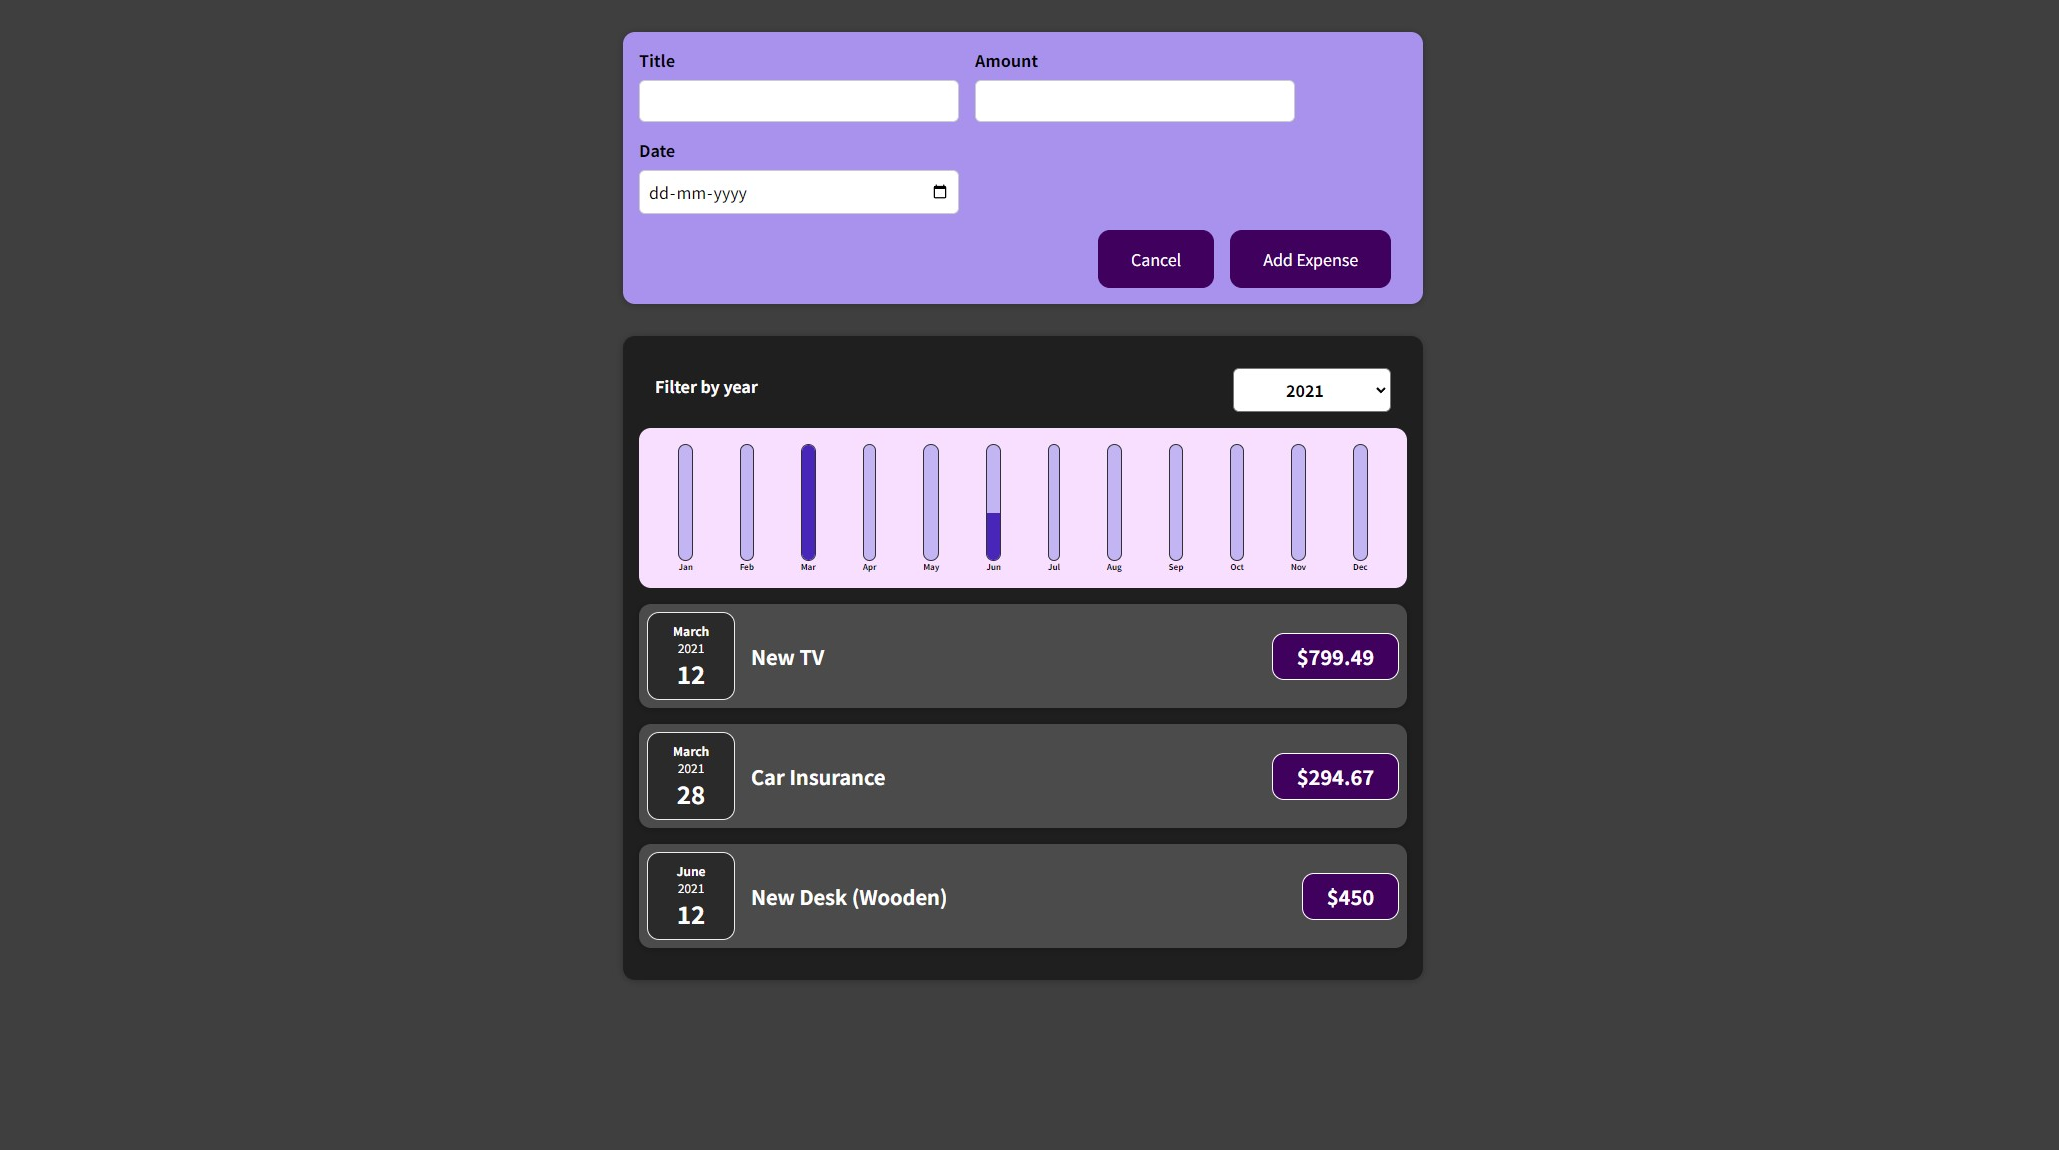 Title Amount
Date
dd-mm-yyyy
Cancel Add Expense
Filter by year 2021
Jan Feb Mar Apr May Jun Jul Aug Sep Oct Nov Dec
March
2021
12
New TV
$799.49
March
2021
28
Car Insurance
$294.67
June
2021
12
New Desk (Wooden)
$450